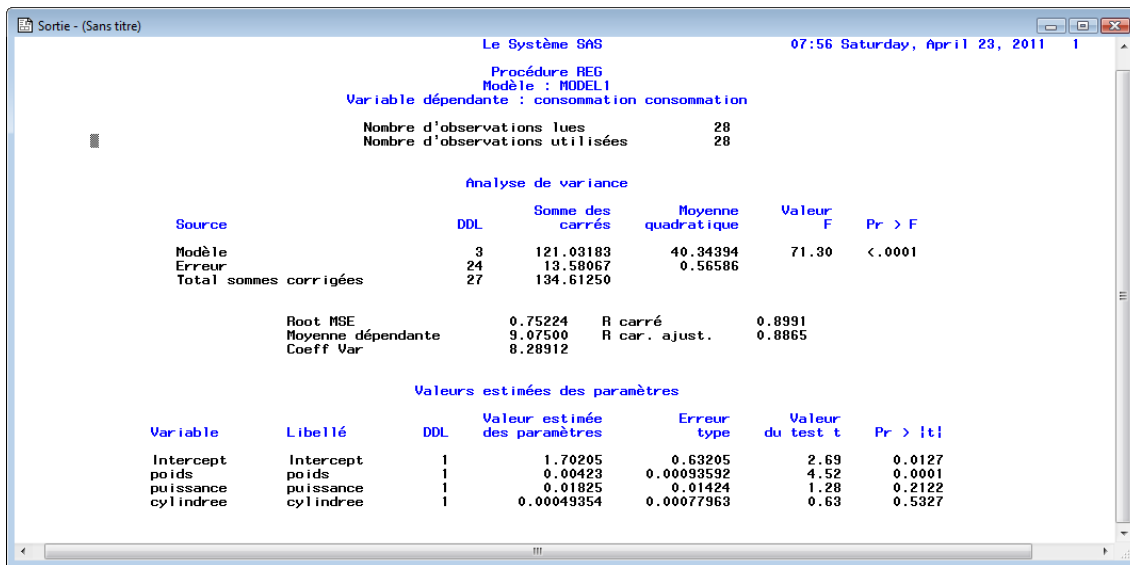 Sortie - (Sans titre)
Le Système SAS 07:56 Saturday, April 23, 2011 1
Procédure REG
Modèle : MODEL1
Variable dépendante : consommation consommation
Nombre d'observations lues 28
Nombre d'observations utilisées 28
Analyse de variance
Somme des Moyenne Valeur
Source DDL carrés quadratique F Pr > F
Modèle 3 121.03183 40.34394 71.30 <.0001
Erreur 24 13.58067 0.56586
Total sommes corrigées 27 134.61250
Root MSE 0.75224 R carré 0.8991
Moyenne dépendante 9.07500 R car. ajust. 0.8865
Coeff Var 8.28912
Valeurs estimées des paramètres
Valeur estimée Erreur Valeur
Variable Libellé DDL des paramètres type du test t Pr > |t|
Intercept Intercept 1 1.70205 0.63205 2.69 0.0127
poids poids 1 0.00423 0.00093592 4.52 0.0001
puissance puissance 1 0.01825 0.01424 1.28 0.2122
cylindree cylindree 1 0.00049354 0.00077963 0.63 0.5327